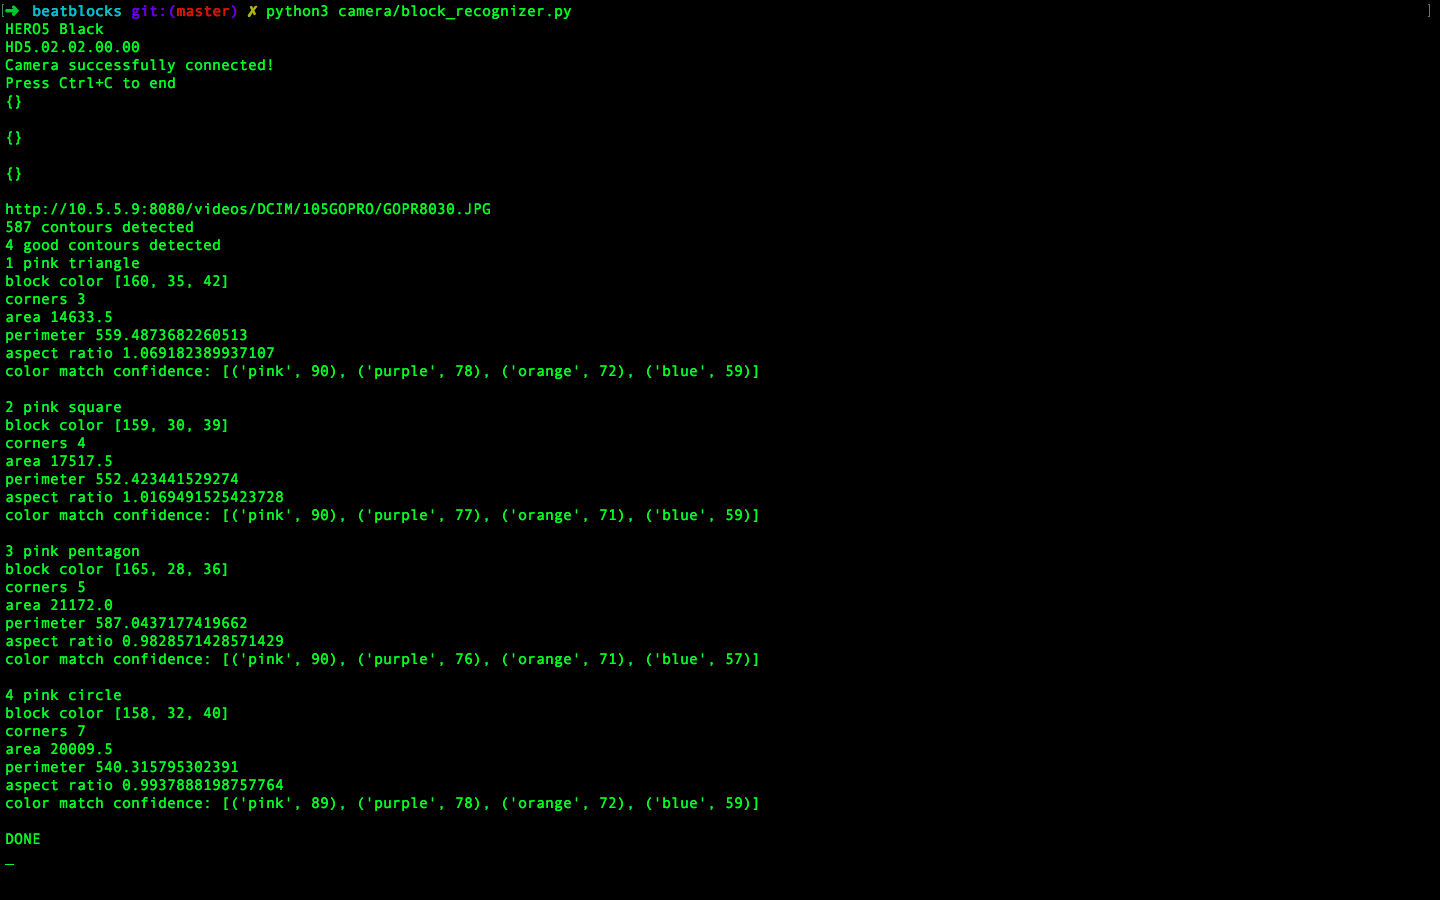 ➜ beatblocks git:(master) ✗ python3 camera/block_recognizer.py
HERO5 Black
HD5.02.02.00.00
Camera successfully connected!
Press Ctrl+C to end
{}
{}
{}
http://10.5.5.9:8080/videos/DCIM/105GOPRO/GOPR8030.JPG
587 contours detected
4 good contours detected
1 pink triangle
block color [160, 35, 42]
corners 3
area 14633.5
perimeter 559.4873682260513
aspect ratio 1.069182389937107
color match confidence: [('pink', 90), ('purple', 78), ('orange', 72), ('blue', 59)]
2 pink square
block color [159, 30, 39]
corners 4
area 17517.5
perimeter 552.423441529274
aspect ratio 1.0169491525423728
color match confidence: [('pink', 90), ('purple', 77), ('orange', 71), ('blue', 59)]
3 pink pentagon
block color [165, 28, 36]
corners 5
area 21172.0
perimeter 587.0437177419662
aspect ratio 0.9828571428571429
color match confidence: [('pink', 90), ('purple', 76), ('orange', 71), ('blue', 57)]
4 pink circle
block color [158, 32, 40]
corners 7
area 20009.5
perimeter 540.315795302391
aspect ratio 0.9937888198757764
color match confidence: [('pink', 89), ('purple', 78), ('orange', 72), ('blue', 59)]
DONE